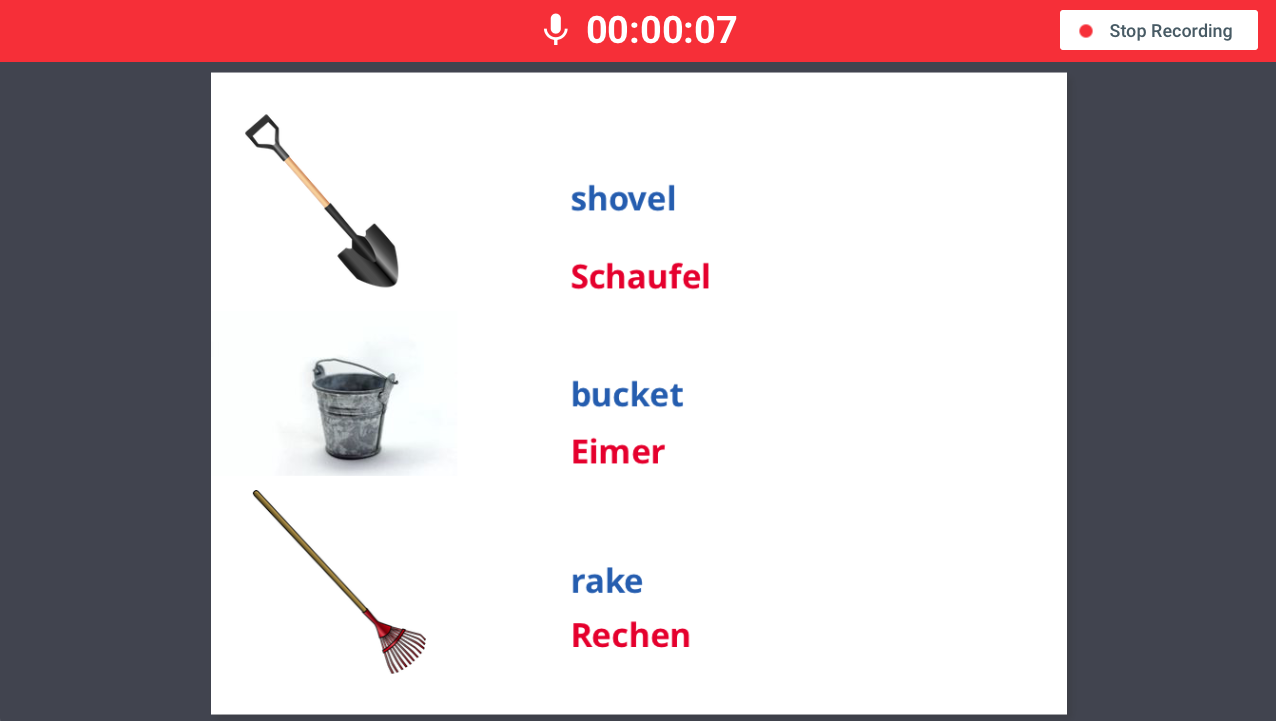 00:00:07
Stop Recording
shovel
Schaufel
bucket
Eimer
rake
Rechen